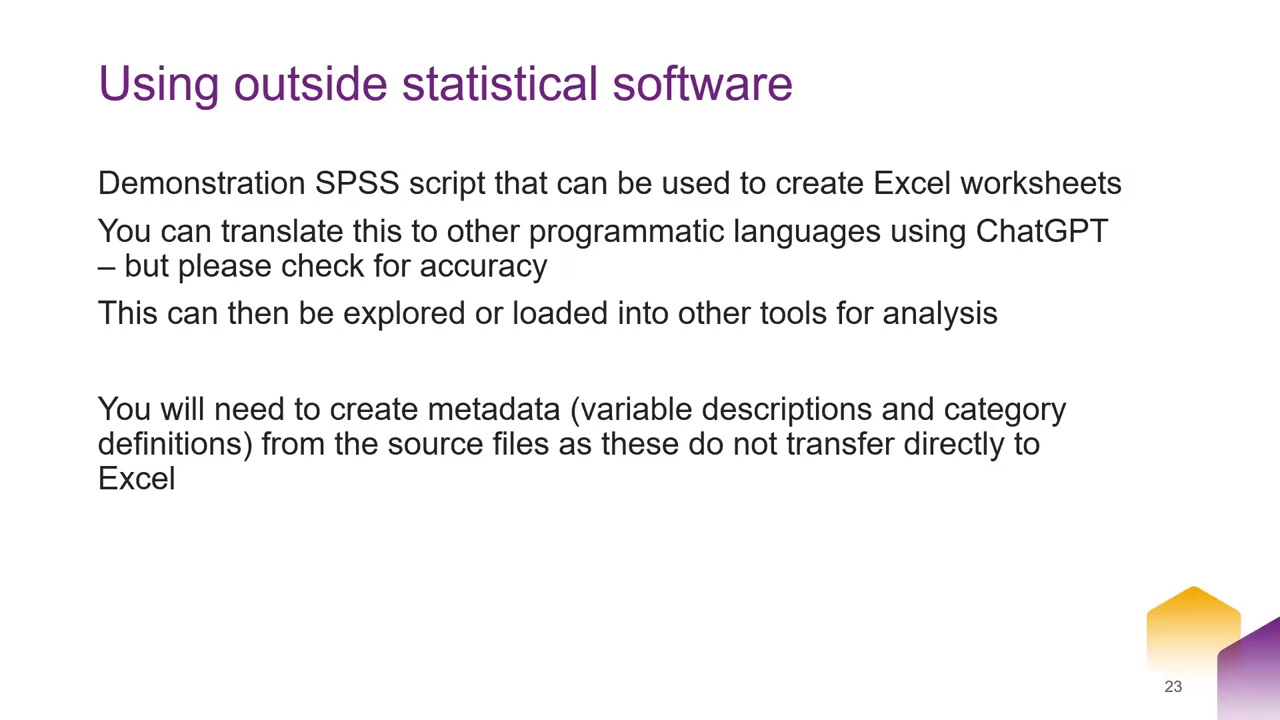 Using outside statistical software
Demonstration SPSS script that can be used to create Excel worksheets
You can translate this to other programmatic languages using ChatGPT
– but please check for accuracy
This can then be explored or loaded into other tools for analysis
You will need to create metadata (variable descriptions and category
definitions) from the source files as these do not transfer directly to
Excel
23